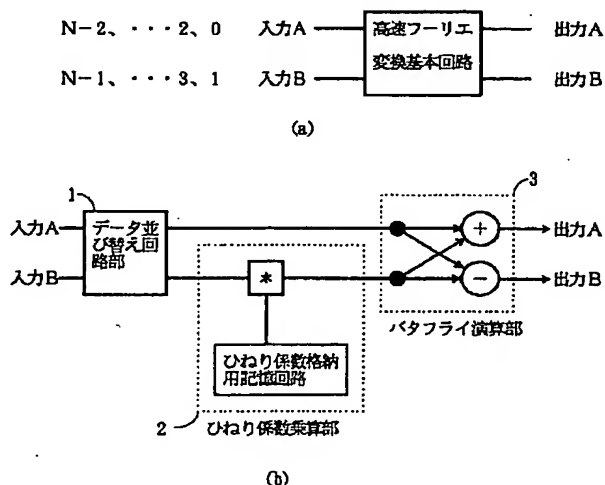 N-2、・・・2、0 入力A 高速フーリエ 出力A
変換基本回路
N-1、・・・3、1 入力B 出力B
(a)
1
3
入力A データ並 + 出力A
び替え回
路部
入力B * - 出力B
バタフライ演算部
ひねり係数格納
用記憶回路
2 ひねり係数乗算部
(b)